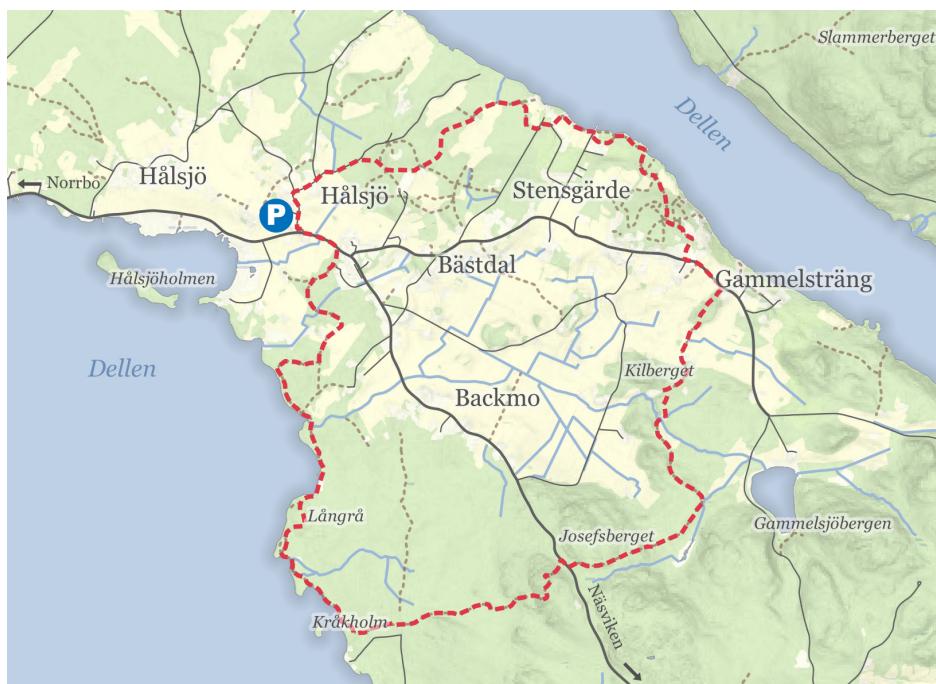 Slammerberget
Dellen
Hålsjö
Norrbo
Hålsjö
Stensgärde
P
Bästdal
Gammelsträng
Hålsjöholmen
Dellen
Kilberget
Backmo
Långrå
Josefsberget
Gammelsjöbergen
Kråkholm
Näsviken